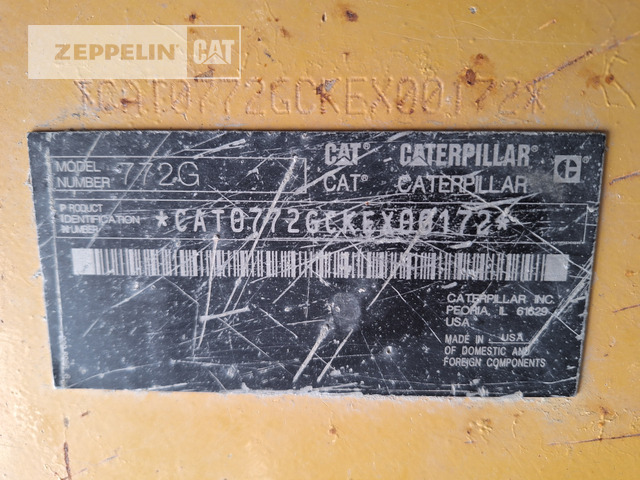 ZEPPELIN CAT
*CAT0772GCKEX00172*
MODEL NUMBER 772G
CAT® CATERPILLAR® C
CAT® CATERPILLAR
PRODUCT IDENTIFICATION NUMBER *CAT0772GCKEX00172*
CATERPILLAR INC.
PEORIA, IL 61629
USA
MADE IN USA
OF DOMESTIC AND
FOREIGN COMPONENTS